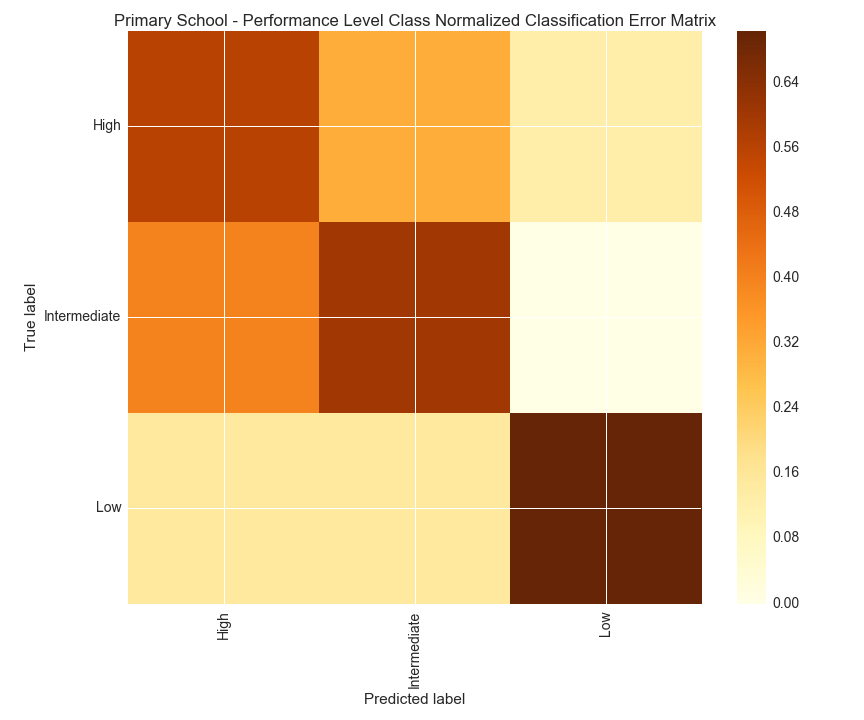 Primary School - Performance Level Class Normalized Classification Error Matrix
High
Intermediate
Low
True label
High
Intermediate
Low
Predicted label
0.64
0.56
0.48
0.40
0.32
0.24
0.16
0.08
0.00